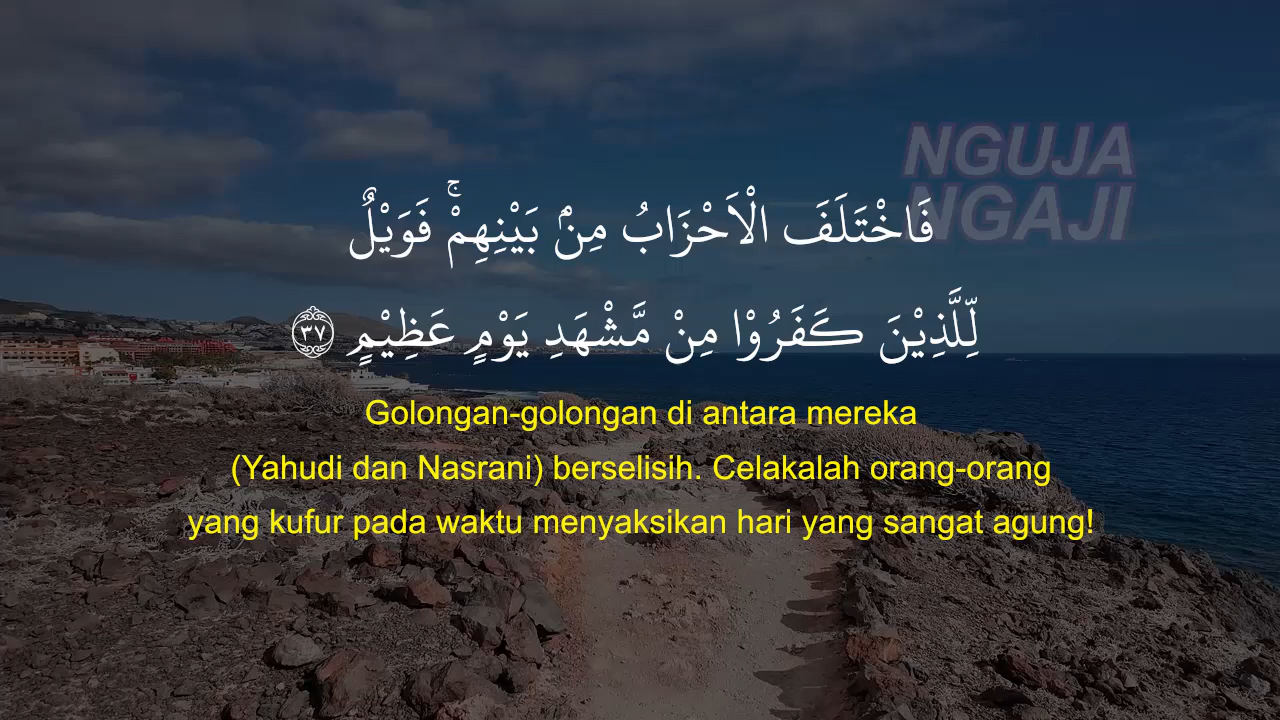 NGUJA
NGAJI
فَاخْتَلَفَ الْاَحْزَابُ مِنْۢ بَيْنِهِمْۚ فَوَيْلٌ
لِّلَّذِيْنَ كَفَرُوْا مِنْ مَّشْهَدِ يَوْمٍ عَظِيْمٍ ٣٧
Golongan-golongan di antara mereka
(Yahudi dan Nasrani) berselisih. Celakalah orang-orang
yang kufur pada waktu menyaksikan hari yang sangat agung!